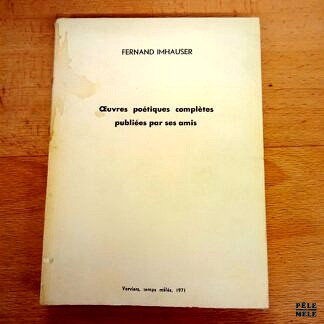 FERNAND IMHAUSER
Œuvres poétiques complètes
publiées par ses amis
Verviers, temps mêlés, 1971
PÊLE
MÊLE